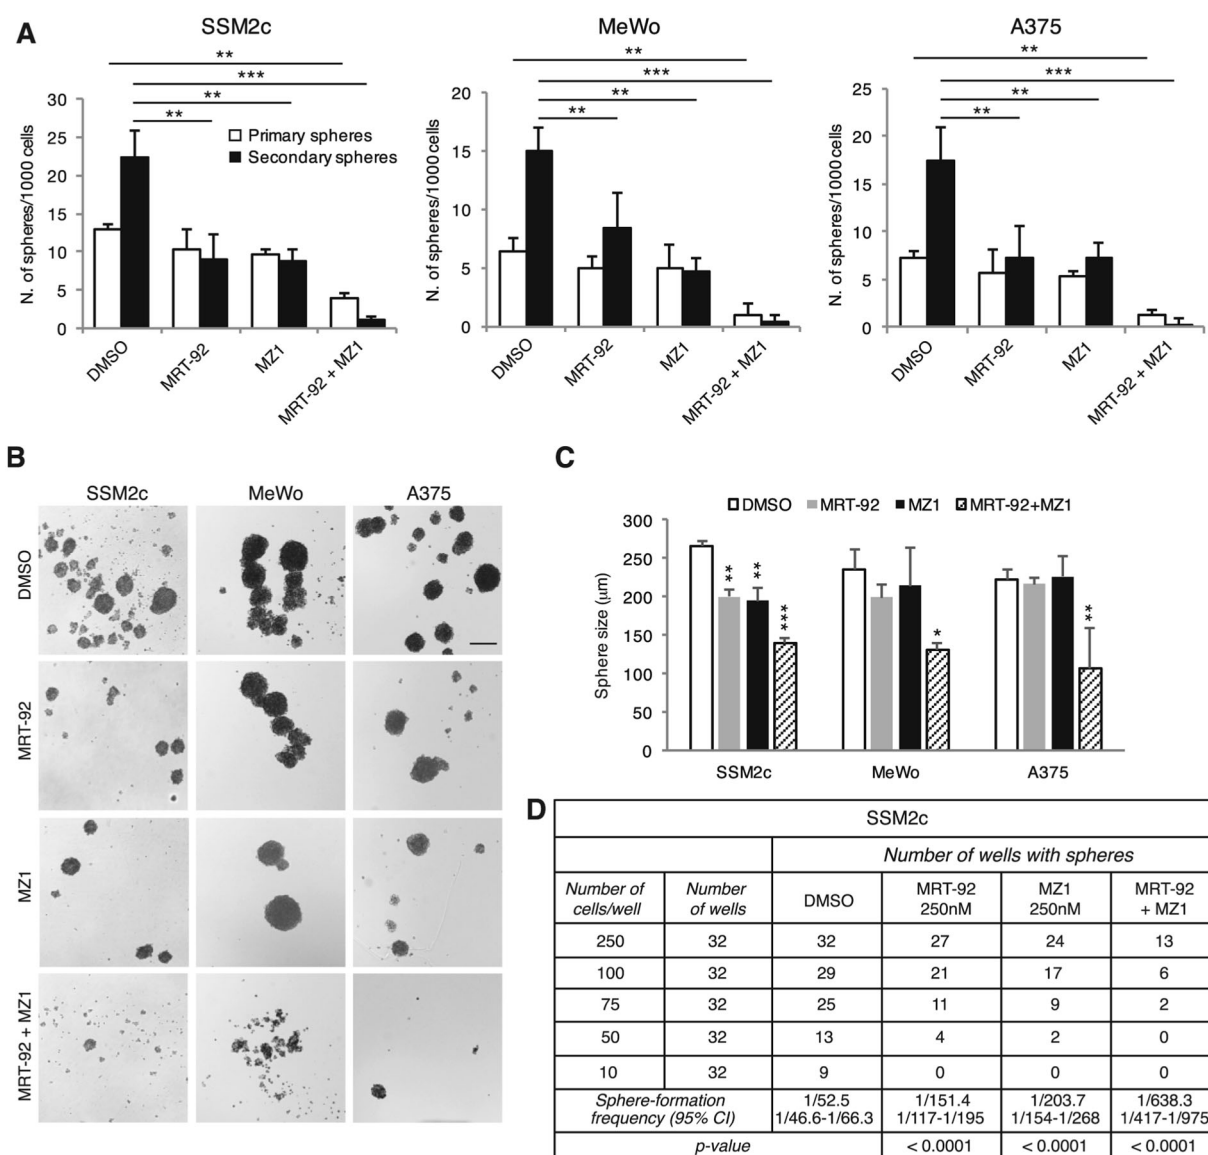 A
SSM2c
MeWo
A375
**
***
**
**
30
25
20
15
10
5
0
N. of spheres/1000 cells
Primary spheres
Secondary spheres
DMSO
MRT-92
MZ1
MRT-92 + MZ1
**
***
**
**
20
15
10
5
0
N. of spheres/1000 cells
DMSO
MRT-92
MZ1
MRT-92 + MZ1
**
***
**
**
25
20
15
10
5
0
N. of spheres/1000 cells
DMSO
MRT-92
MZ1
MRT-92 + MZ1
B
SSM2c
MeWo
A375
DMSO
MRT-92
MZ1
MRT-92 + MZ1
C
DMSO
MRT-92
MZ1
MRT-92+MZ1
300
250
200
150
100
50
0
Sphere size (µm)
**
**
***
*
**
SSM2c
MeWo
A375
D
SSM2c
Number of wells with spheres
Number of cells/well
Number of wells
DMSO
MRT-92 250nM
MZ1 250nM
MRT-92 + MZ1
250 32 32 27 24 13
100 32 29 21 17 6
75 32 25 11 9 2
50 32 13 4 2 0
10 32 9 0 0 0
Sphere-formation 1/52.5 1/151.4 1/203.7 1/638.3
frequency (95% CI) 1/46.6-1/66.3 1/117-1/195 1/154-1/268 1/417-1/975
p-value < 0.0001 < 0.0001 < 0.0001